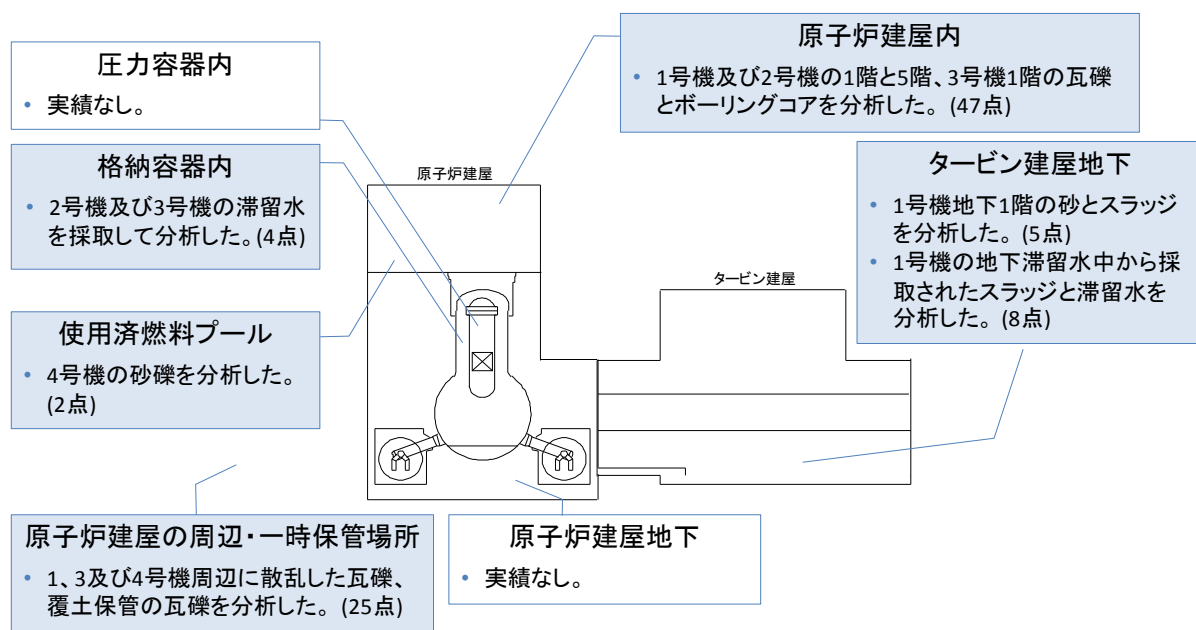 圧力容器内
• 実績なし。
格納容器内
• 2号機及び3号機の滞留水
を採取して分析した。(4点)
使用済燃料プール
• 4号機の砂礫を分析した。
(2点)
原子炉建屋の周辺・一時保管場所
• 1、3及び4号機周辺に散乱した瓦礫、
覆土保管の瓦礫を分析した。 (25点)
原子炉建屋内
• 1号機及び2号機の1階と5階、3号機1階の瓦礫
とボーリングコアを分析した。 (47点)
タービン建屋地下
• 1号機地下1階の砂とスラッジ
を分析した。 (5点)
• 1号機の地下滞留水中から採
取されたスラッジと滞留水を
分析した。 (8点)
原子炉建屋
タービン建屋
原子炉建屋地下
• 実績なし。